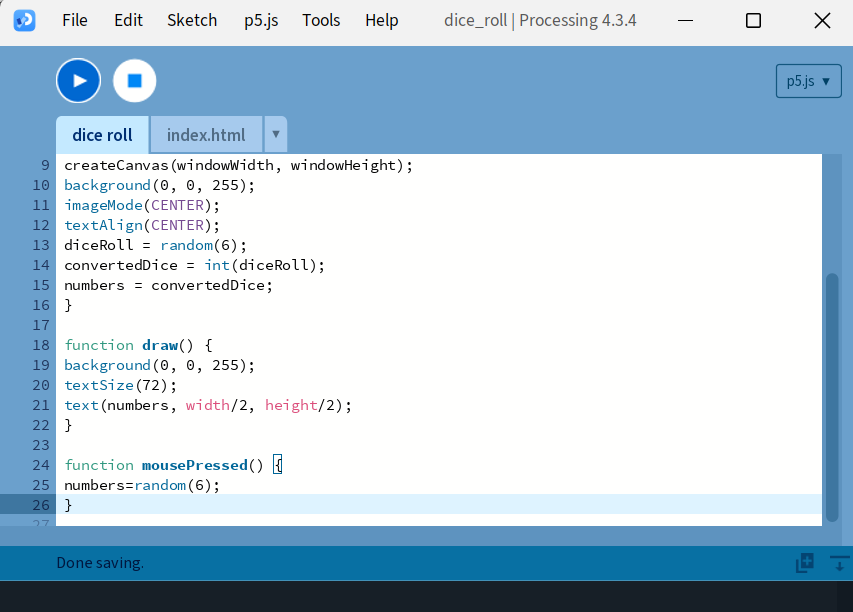 File Edit Sketch p5.js Tools Help dice_roll | Processing 4.3.4
p5.js ▼
dice roll index.html ▼
9 createCanvas(windowWidth, windowHeight);
10 background(0, 0, 255);
11 imageMode(CENTER);
12 textAlign(CENTER);
13 diceRoll = random(6);
14 convertedDice = int(diceRoll);
15 numbers = convertedDice;
16 }
17
18 function draw() {
19 background(0, 0, 255);
20 textSize(72);
21 text(numbers, width/2, height/2);
22 }
23
24 function mousePressed() {
25 numbers=random(6);
26 }
27
Done saving.